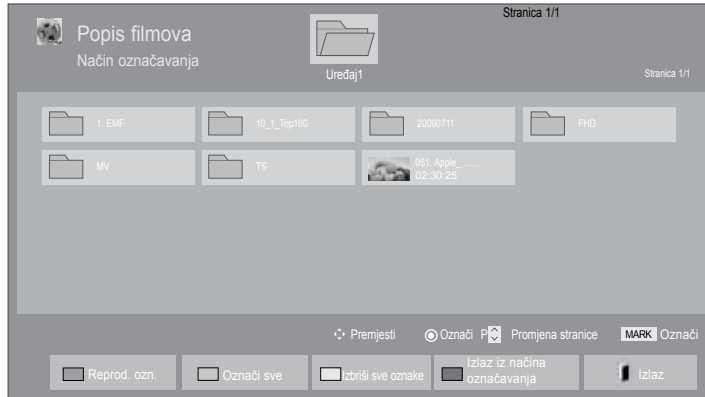 Stranica 1/1
Popis filmova
Način označavanja
Uređaj1
Stranica 1/1
1. EMF
10_1_Top100
20090711
FHD
MV
TS
051. Apple_ ......
02:30:25
Premjesti
Označi
P
Promjena stranice
MARK Označi
Reprod. ozn.
Označi sve
Izbriši sve oznake
Izlaz iz načina
označavanja
Izlaz